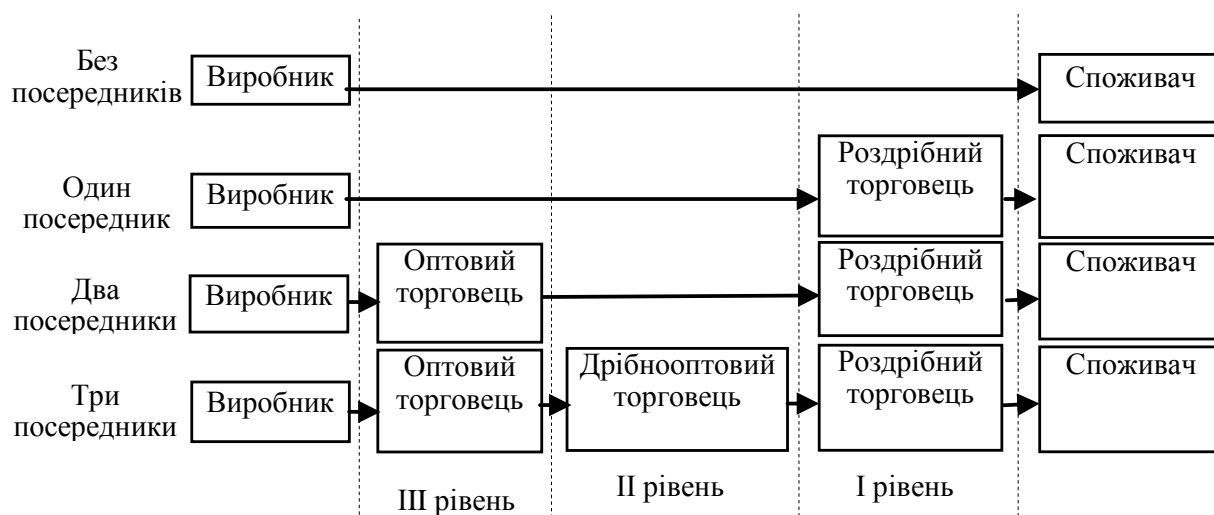 Без
посередників
Виробник
Споживач
Один
посередник
Виробник
Роздрібний
торговець
Споживач
Два
посередники
Виробник
Оптовий
торговець
Роздрібний
торговець
Споживач
Три
посередники
Виробник
Оптовий
торговець
Дрібнооптовий
торговець
Роздрібний
торговець
Споживач
III рівень
II рівень
I рівень